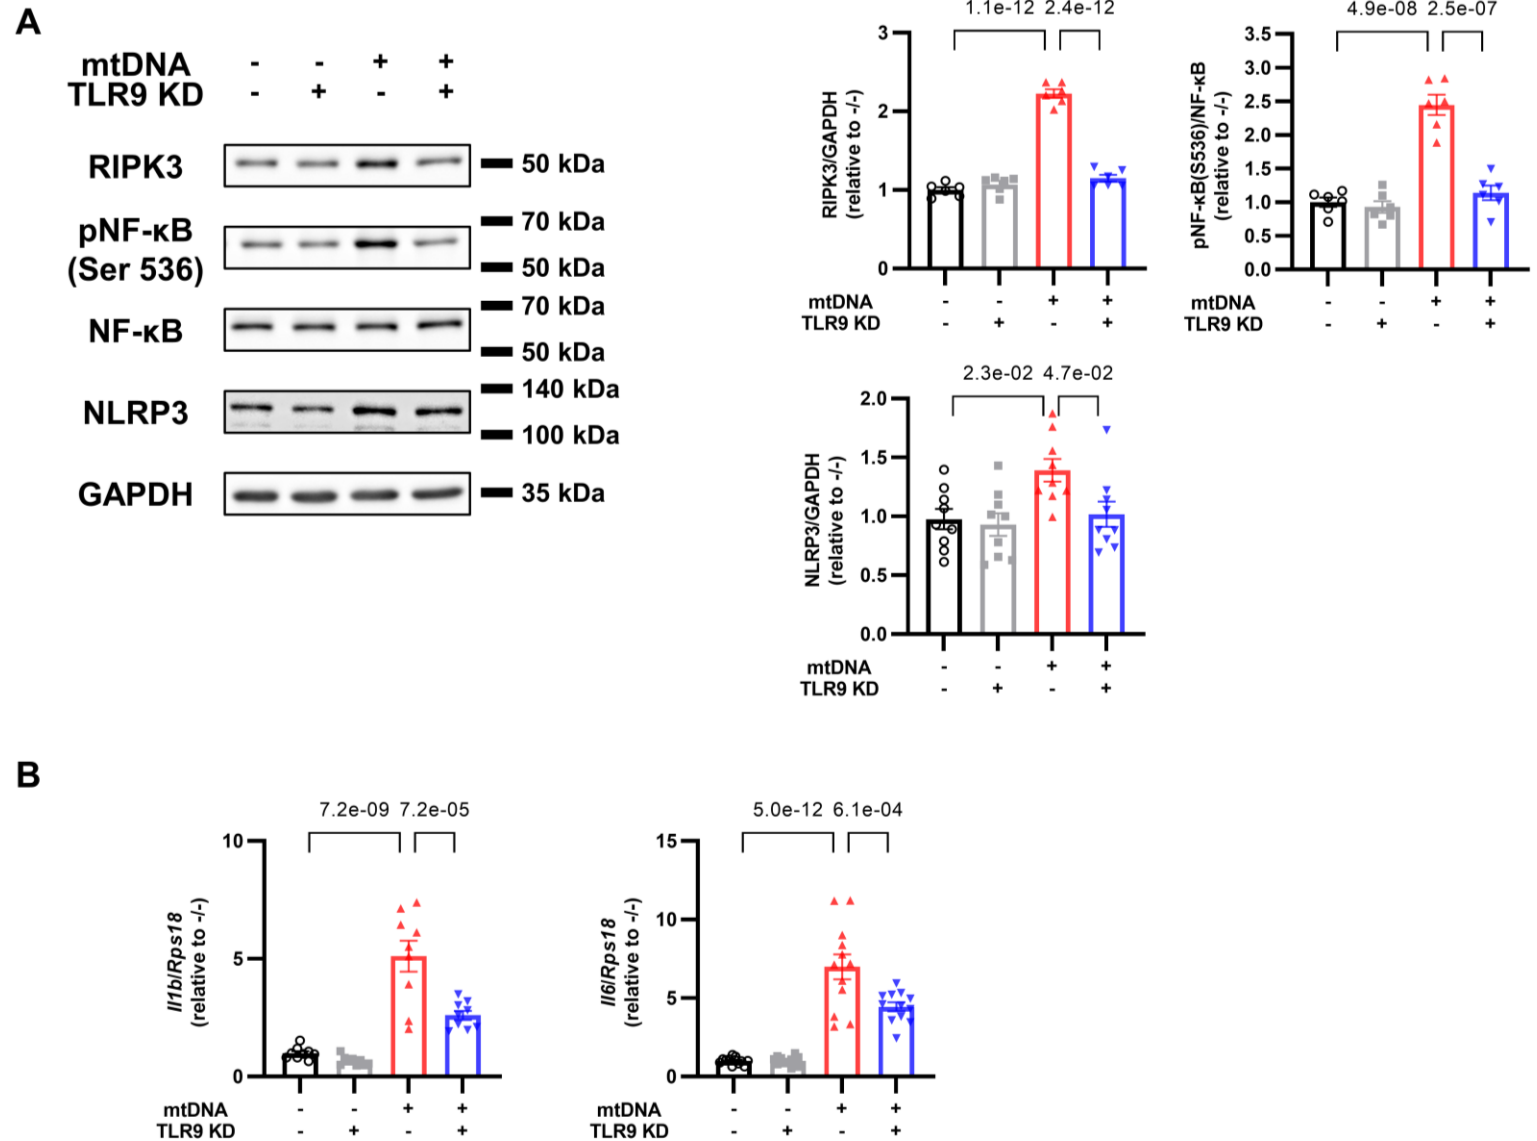 A
mtDNA - - + +
TLR9 KD - + - +
RIPK3
50 kDa
pNF-κB
(Ser 536)
70 kDa
50 kDa
NF-κB
70 kDa
50 kDa
NLRP3
140 kDa
100 kDa
GAPDH
35 kDa
1.1e-12 2.4e-12
RIPK3/GAPDH
(relative to -/-)
3
2
1
0
mtDNA - - + +
TLR9 KD - + - +
4.9e-08 2.5e-07
pNF-κB(S536)/NF-κB
(relative to -/-)
3.5
3.0
2.5
2.0
1.5
1.0
0.5
0.0
mtDNA - - + +
TLR9 KD - + - +
2.3e-02 4.7e-02
NLRP3/GAPDH
(relative to -/-)
2.0
1.5
1.0
0.5
0.0
mtDNA - - + +
TLR9 KD - + - +
B
7.2e-09 7.2e-05
Il1b/Rps18
(relative to -/-)
10
5
0
mtDNA - - + +
TLR9 KD - + - +
5.0e-12 6.1e-04
Il6/Rps18
(relative to -/-)
15
10
5
0
mtDNA - - + +
TLR9 KD - + - +